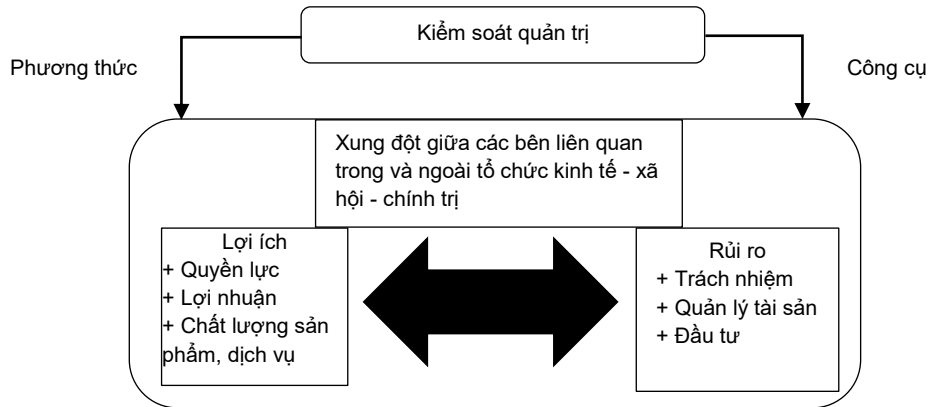 Kiểm soát quản trị
Phương thức
Công cụ
Xung đột giữa các bên liên quan
trong và ngoài tổ chức kinh tế - xã
hội - chính trị
Lợi ích
+ Quyền lực
+ Lợi nhuận
+ Chất lượng sản
phẩm, dịch vụ
Rủi ro
+ Trách nhiệm
+ Quản lý tài sản
+ Đầu tư